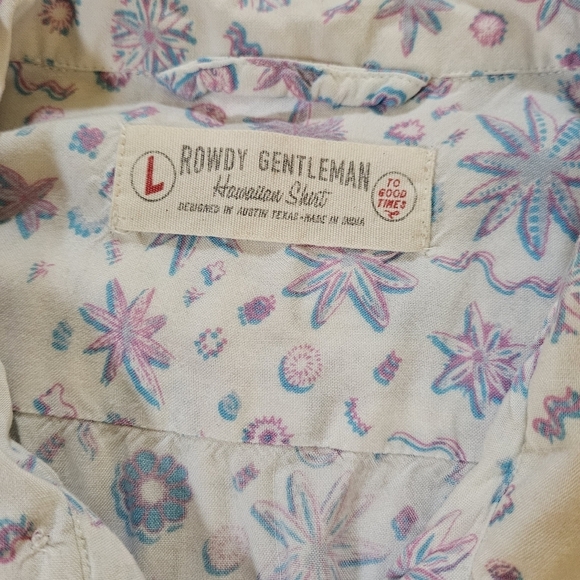 L
ROWDY GENTLEMAN
Hawaiian Shirt
DESIGNED IN AUSTIN TEXAS·MADE IN INDIA
TO
GOOD
TIMES